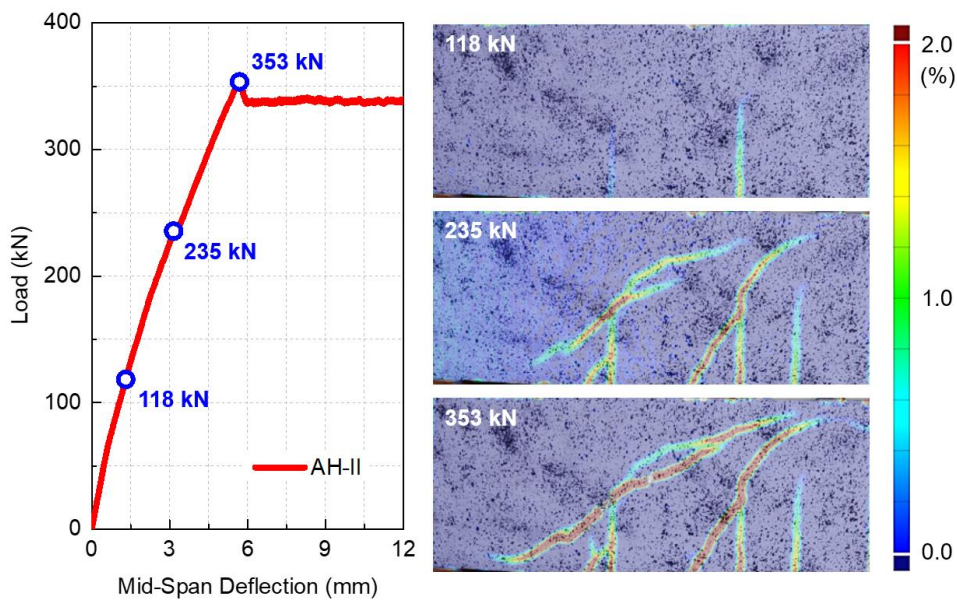 400
300
200
100
0
Load (kN)
353 kN
235 kN
118 kN
AH-II
0 3 6 9 12
Mid-Span Deflection (mm)
118 kN
235 kN
353 kN
2.0
(%)
1.0
0.0